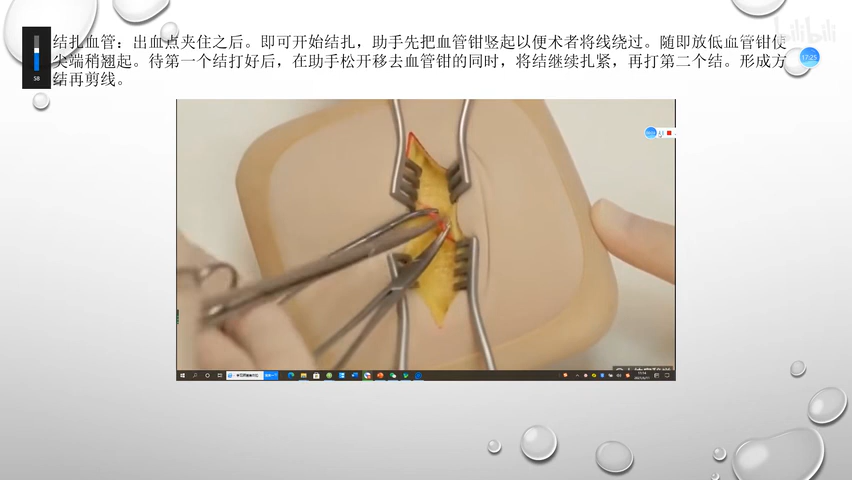 bilibili
结扎血管：出血点夹住之后。即可开始结扎，助手先把血管钳竖起以便术者将线绕过。随即放低血管钳使
尖端稍翘起。待第一个结打好后，在助手松开移去血管钳的同时，将结继续扎紧，再打第二个结。形成方
结再剪线。
58
17:25